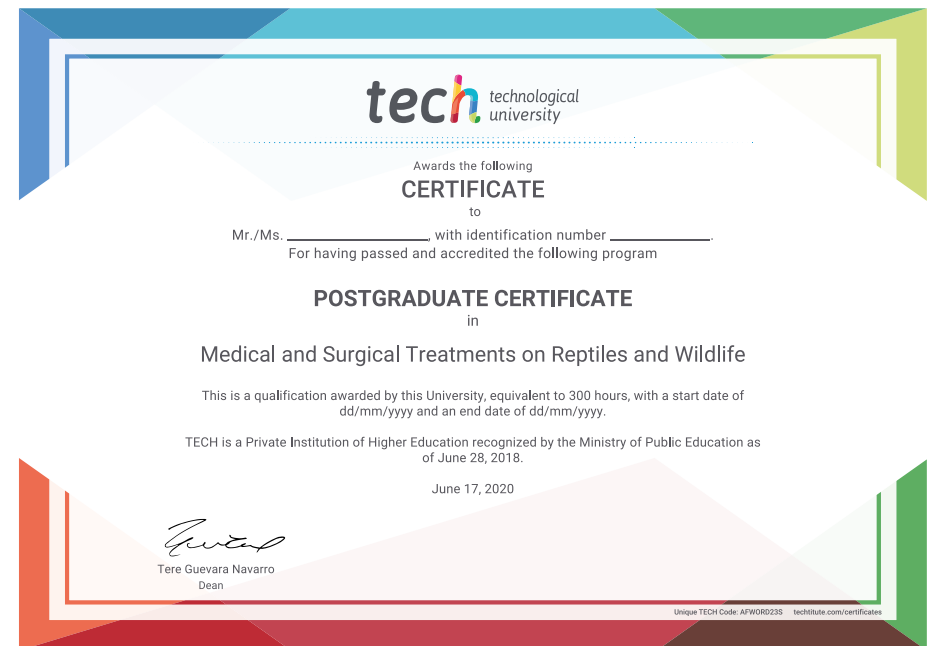 tech technological
university
Awards the following
CERTIFICATE
to
Mr./Ms. ____________________, with identification number ______________.
For having passed and accredited the following program
POSTGRADUATE CERTIFICATE
in
Medical and Surgical Treatments on Reptiles and Wildlife
This is a qualification awarded by this University, equivalent to 300 hours, with a start date of
dd/mm/yyyy and an end date of dd/mm/yyyy.
TECH is a Private Institution of Higher Education recognized by the Ministry of Public Education as
of June 28, 2018.
June 17, 2020
Tere Guevara Navarro
Dean
Unique TECH Code: AFWORD23S techtitute.com/certificates